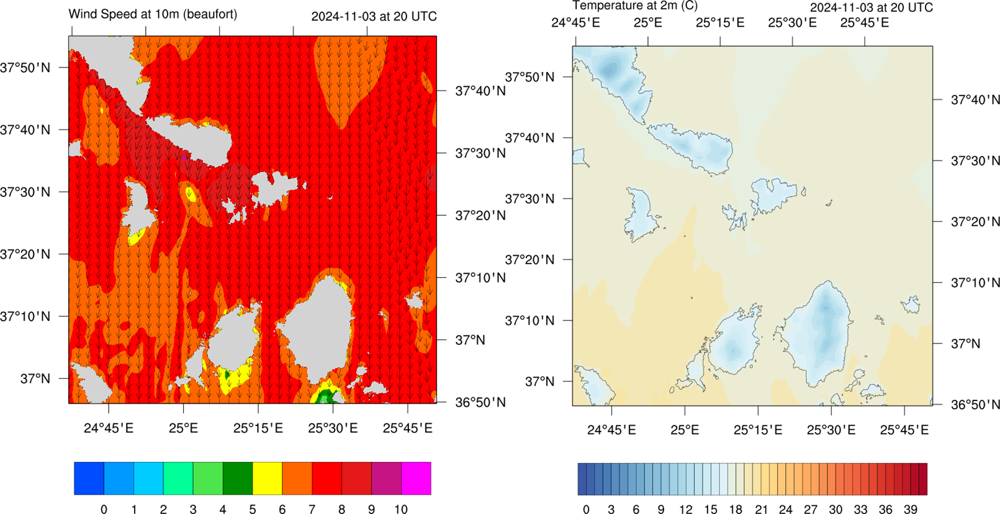 Wind Speed at 10m (beaufort)
2024-11-03 at 20 UTC
37°50'N
37°40'N
37°30'N
37°20'N
37°10'N
37°N
37°40'N
37°30'N
37°20'N
37°10'N
37°N
36°50'N
24°45'E 25°E 25°15'E 25°30'E 25°45'E
0 1 2 3 4 5 6 7 8 9 10
Temperature at 2m (C)
2024-11-03 at 20 UTC
24°45'E 25°E 25°15'E 25°30'E 25°45'E
37°50'N
37°40'N
37°30'N
37°20'N
37°10'N
37°N
37°40'N
37°30'N
37°20'N
37°10'N
37°N
36°50'N
24°45'E 25°E 25°15'E 25°30'E 25°45'E
0 3 6 9 12 15 18 21 24 27 30 33 36 39